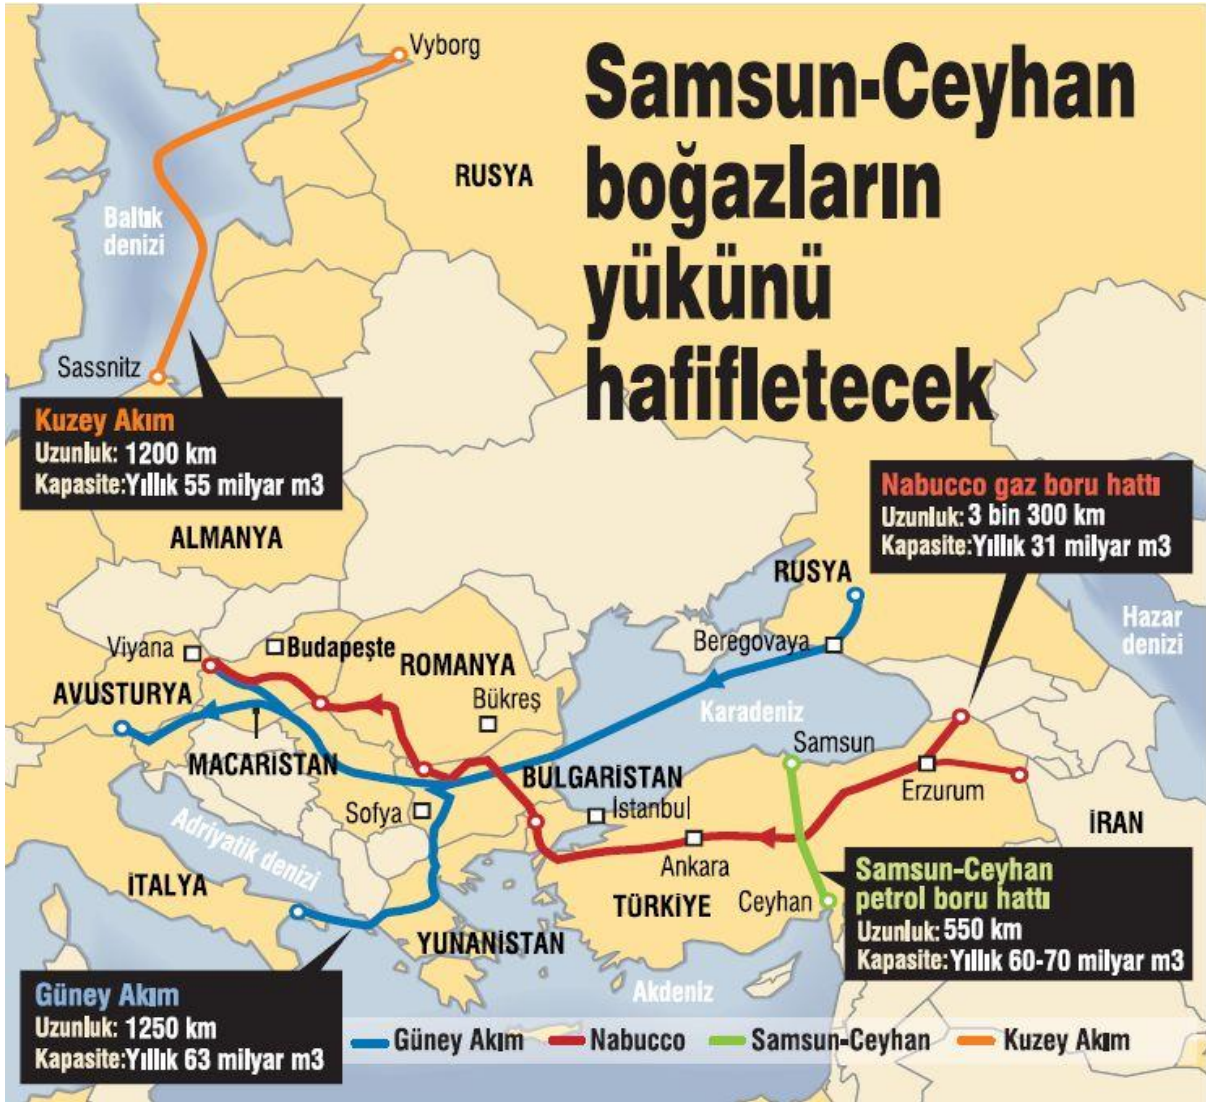 Samsun-Ceyhan
boğazların
yükünü
hafifletecek
Vyborg
RUSYA
Baltık
denizi
Sassnitz
Kuzey Akım
Uzunluk: 1200 km
Kapasite:Yıllık 55 milyar m3
ALMANYA
Nabucco gaz boru hattı
Uzunluk: 3 bin 300 km
Kapasite:Yıllık 31 milyar m3
RUSYA
Hazar
denizi
Beregovaya
Viyana
Budapeşte
ROMANYA
AVUSTURYA
Bükreş
Karadeniz
Samsun
MACARİSTAN
BULGARİSTAN
Erzurum
Sofya
İstanbul
İRAN
Adriyatik denizi
Ankara
İTALYA
TÜRKİYE
Ceyhan
Samsun-Ceyhan
petrol boru hattı
Uzunluk: 550 km
Kapasite:Yıllık 60-70 milyar m3
YUNANİSTAN
Akdeniz
Güney Akım
Uzunluk: 1250 km
Kapasite:Yıllık 63 milyar m3
Güney Akım Nabucco Samsun-Ceyhan Kuzey Akım